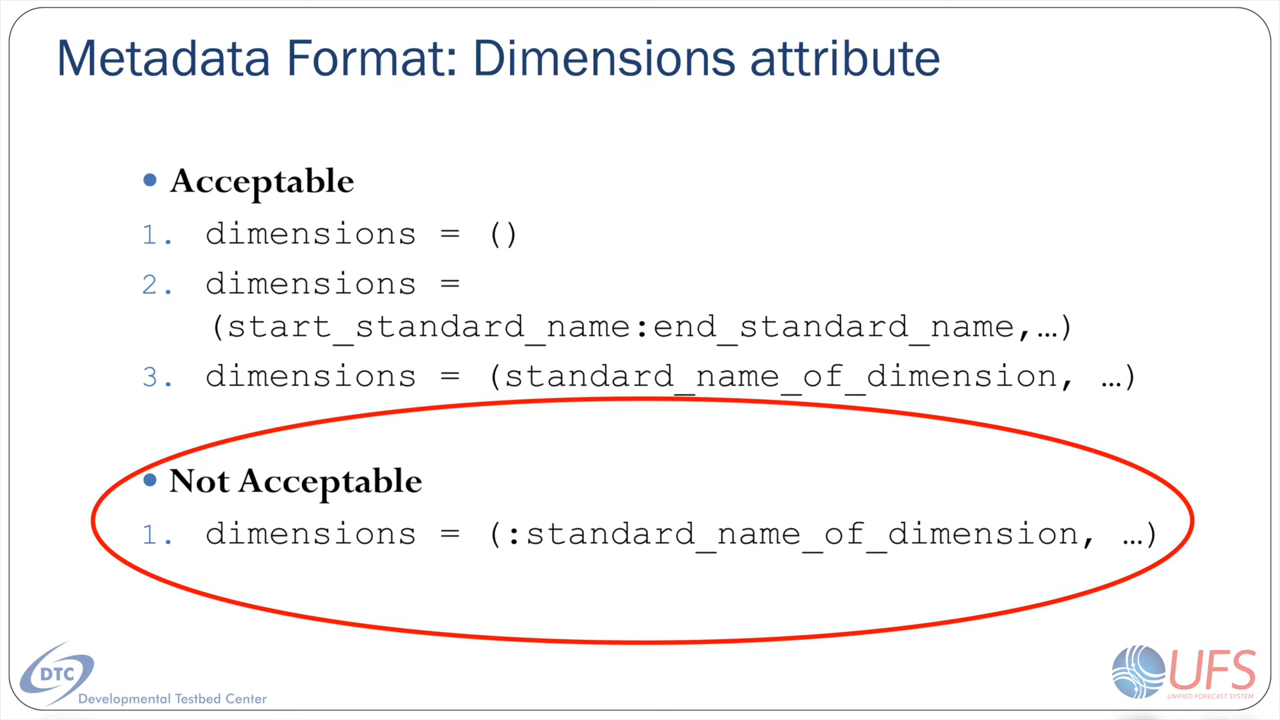 Metadata Format: Dimensions attribute
• Acceptable
1. dimensions = ()
2. dimensions =
(start_standard_name:end_standard_name,…)
3. dimensions = (standard_name_of_dimension, …)
• Not Acceptable
1. dimensions = (:standard_name_of_dimension, …)
DTC
Developmental Testbed Center
UFS
UNIFIED FORECAST SYSTEM